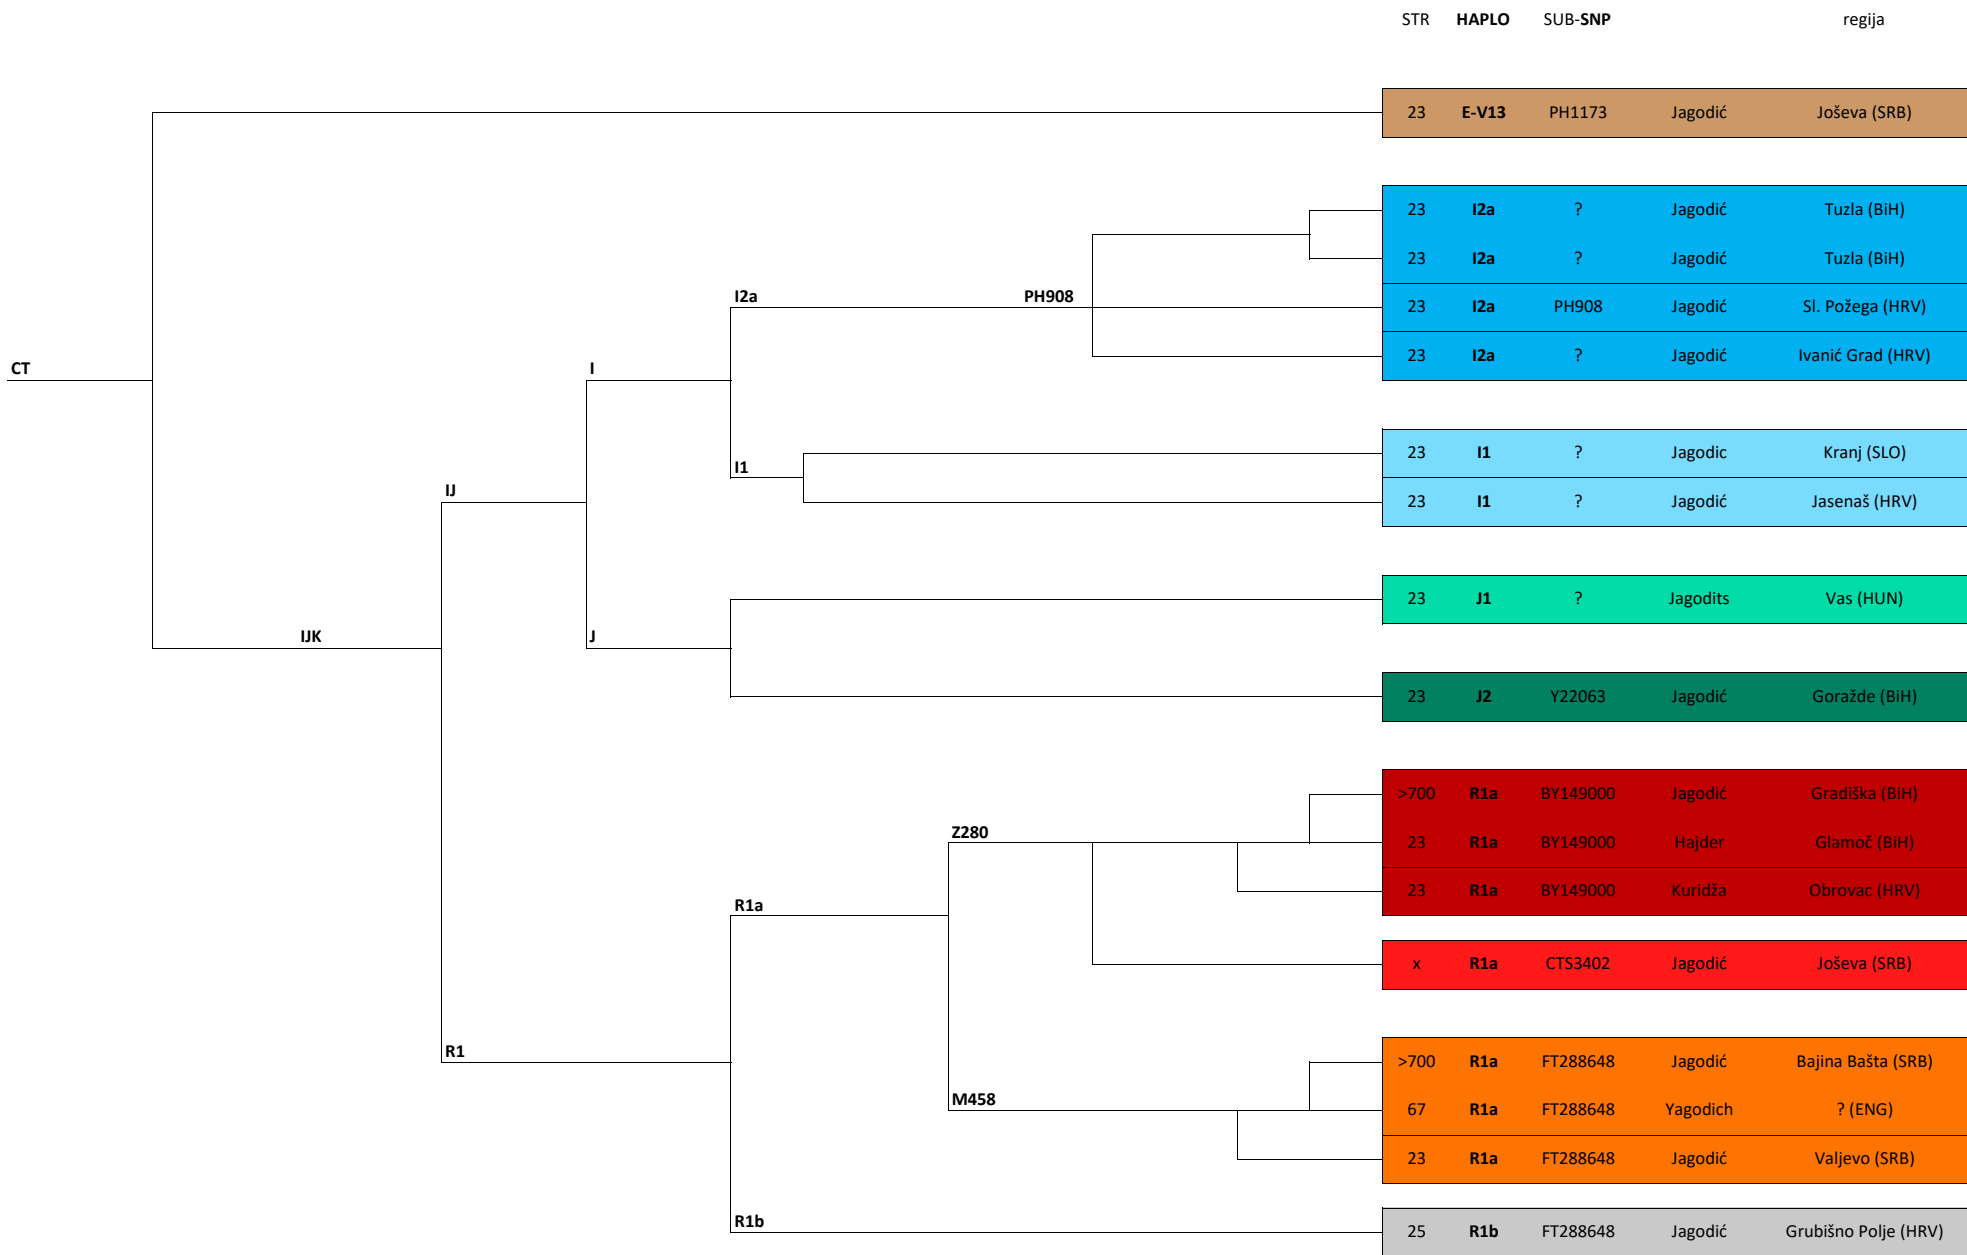 STR HAPLO SUB-SNP regija
23 E-V13 PH1173 Jagodić Joševa (SRB)
23 I2a ? Jagodić Tuzla (BiH)
23 I2a ? Jagodić Tuzla (BiH)
I2a PH908 23 I2a PH908 Jagodić Sl. Požega (HRV)
23 I2a ? Jagodić Ivanić Grad (HRV)
CT I
23 I1 ? Jagodic Kranj (SLO)
I1
IJ 23 I1 ? Jagodić Jasenaš (HRV)
23 J1 ? Jagodits Vas (HUN)
IJK J
23 J2 Y22063 Jagodić Goražde (BiH)
>700 R1a BY149000 Jagodić Gradiška (BiH)
Z280 23 R1a BY149000 Hajder Glamoč (BiH)
23 R1a BY149000 Kuridža Obrovac (HRV)
R1a
x R1a CTS3402 Jagodić Joševa (SRB)
R1 >700 R1a FT288648 Jagodić Bajina Bašta (SRB)
M458 67 R1a FT288648 Yagodich ? (ENG)
23 R1a FT288648 Jagodić Valjevo (SRB)
R1b 25 R1b FT288648 Jagodić Grubišno Polje (HRV)